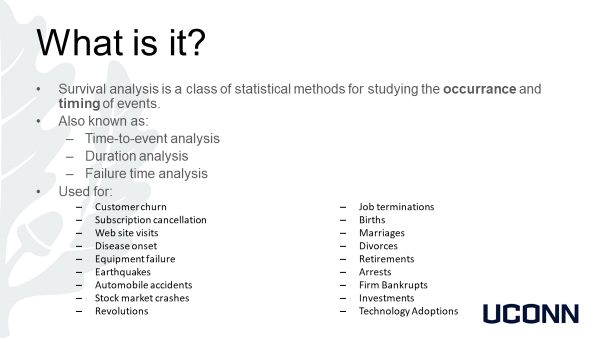 What is it?
• Survival analysis is a class of statistical methods for studying the occurrance and
timing of events.
• Also known as:
– Time-to-event analysis
– Duration analysis
– Failure time analysis
• Used for:
– Customer churn
– Subscription cancellation
– Web site visits
– Disease onset
– Equipment failure
– Earthquakes
– Automobile accidents
– Stock market crashes
– Revolutions
– Job terminations
– Births
– Marriages
– Divorces
– Retirements
– Arrests
– Firm Bankrupts
– Investments
– Technology Adoptions
UCONN